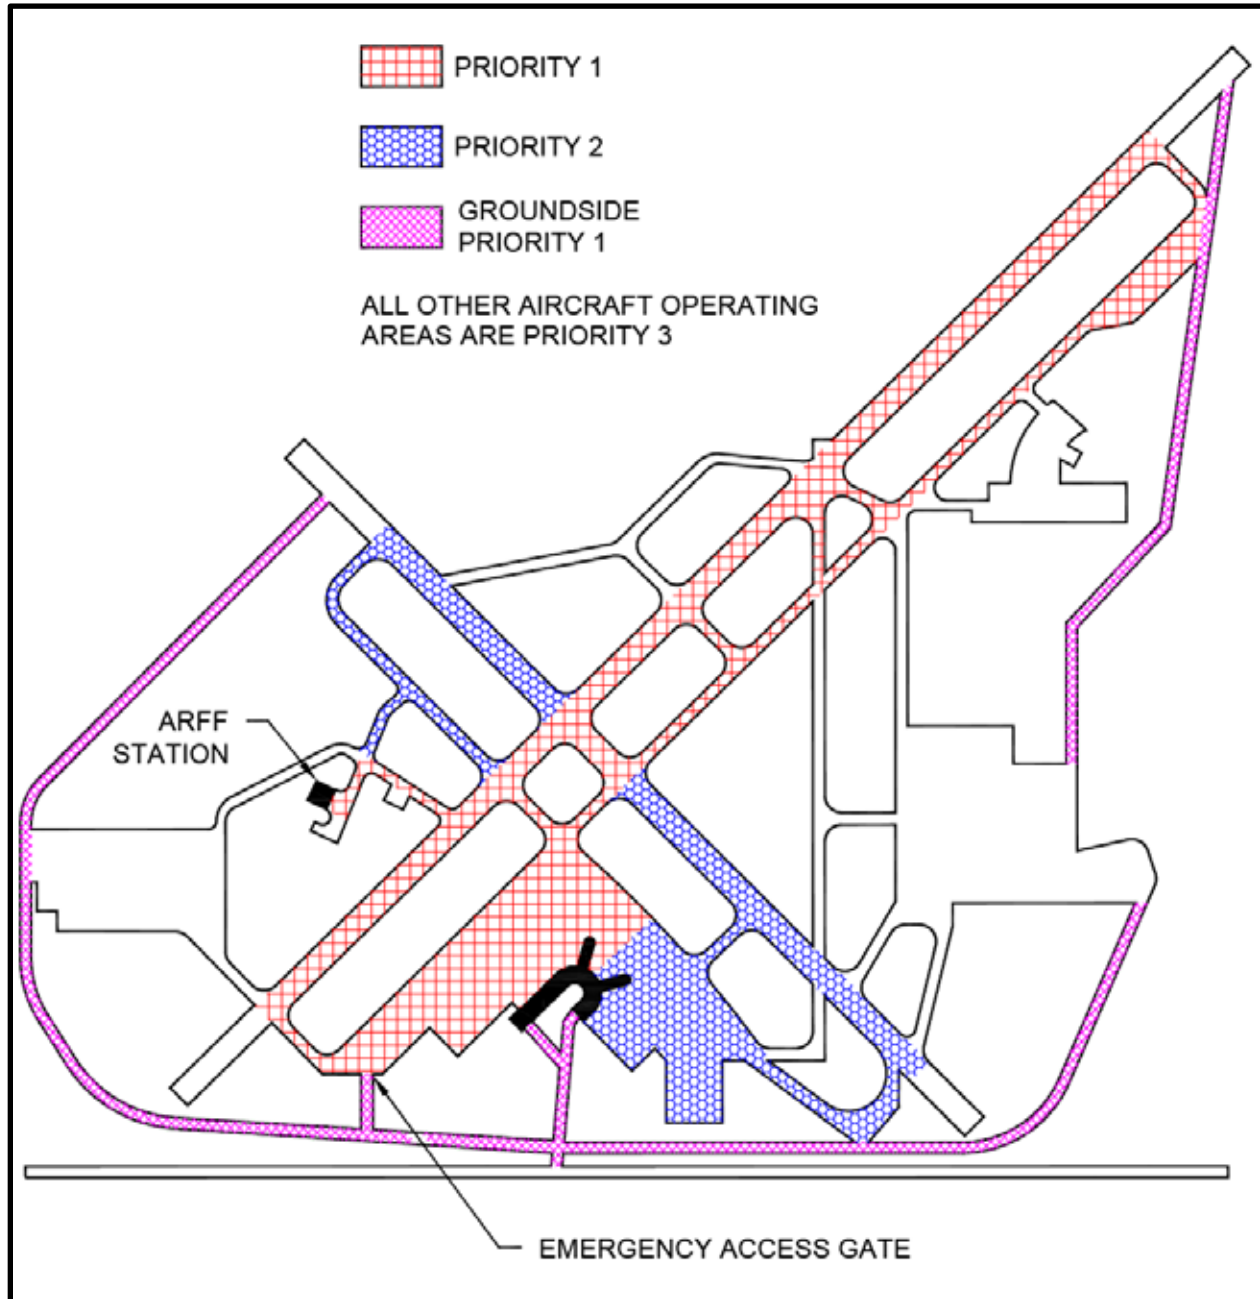 PRIORITY 1
PRIORITY 2
GROUNDSIDE
PRIORITY 1
ALL OTHER AIRCRAFT OPERATING
AREAS ARE PRIORITY 3
ARFF
STATION
EMERGENCY ACCESS GATE